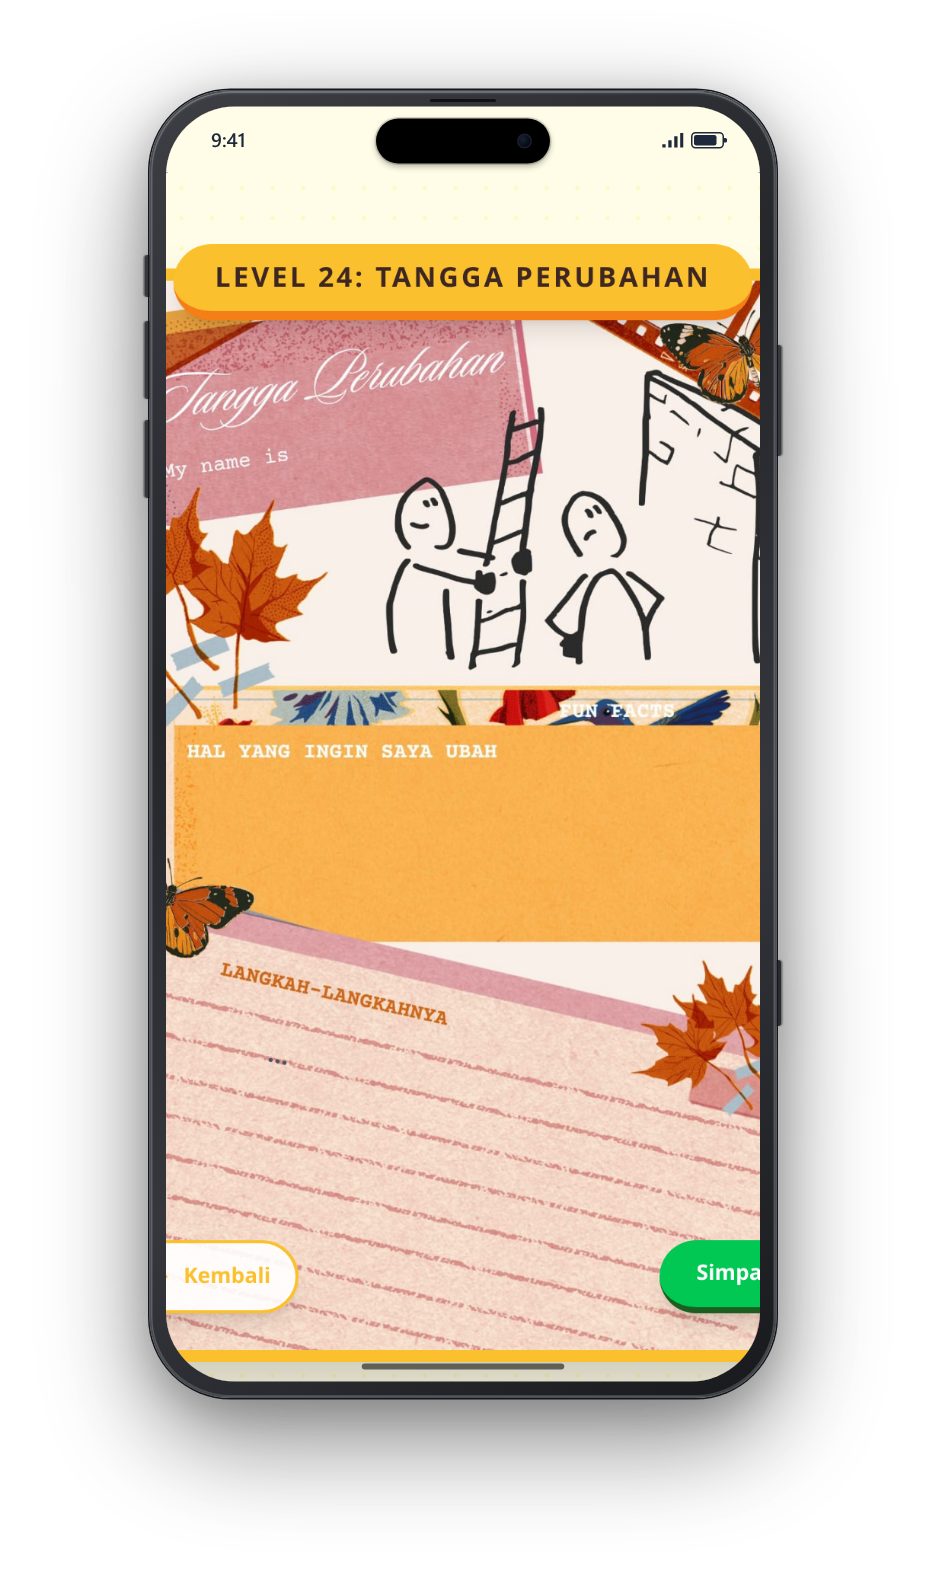 9:41
LEVEL 24: TANGGA PERUBAHAN
Tangga Perubahan
My name is
FUN FACTS
HAL YANG INGIN SAYA UBAH
LANGKAH-LANGKAHNYA
...
Kembali
Simpa